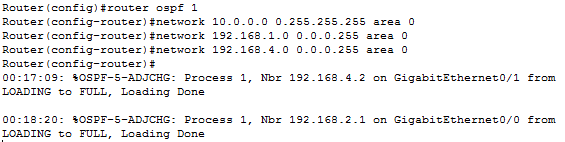 Router(config)#router ospf 1
Router(config-router)#network 10.0.0.0 0.255.255.255 area 0
Router(config-router)#network 192.168.1.0 0.0.0.255 area 0
Router(config-router)#network 192.168.4.0 0.0.0.255 area 0
Router(config-router)#
00:17:09: %OSPF-5-ADJCHG: Process 1, Nbr 192.168.4.2 on GigabitEthernet0/1 from
LOADING to FULL, Loading Done
00:18:20: %OSPF-5-ADJCHG: Process 1, Nbr 192.168.2.1 on GigabitEthernet0/0 from
LOADING to FULL, Loading Done